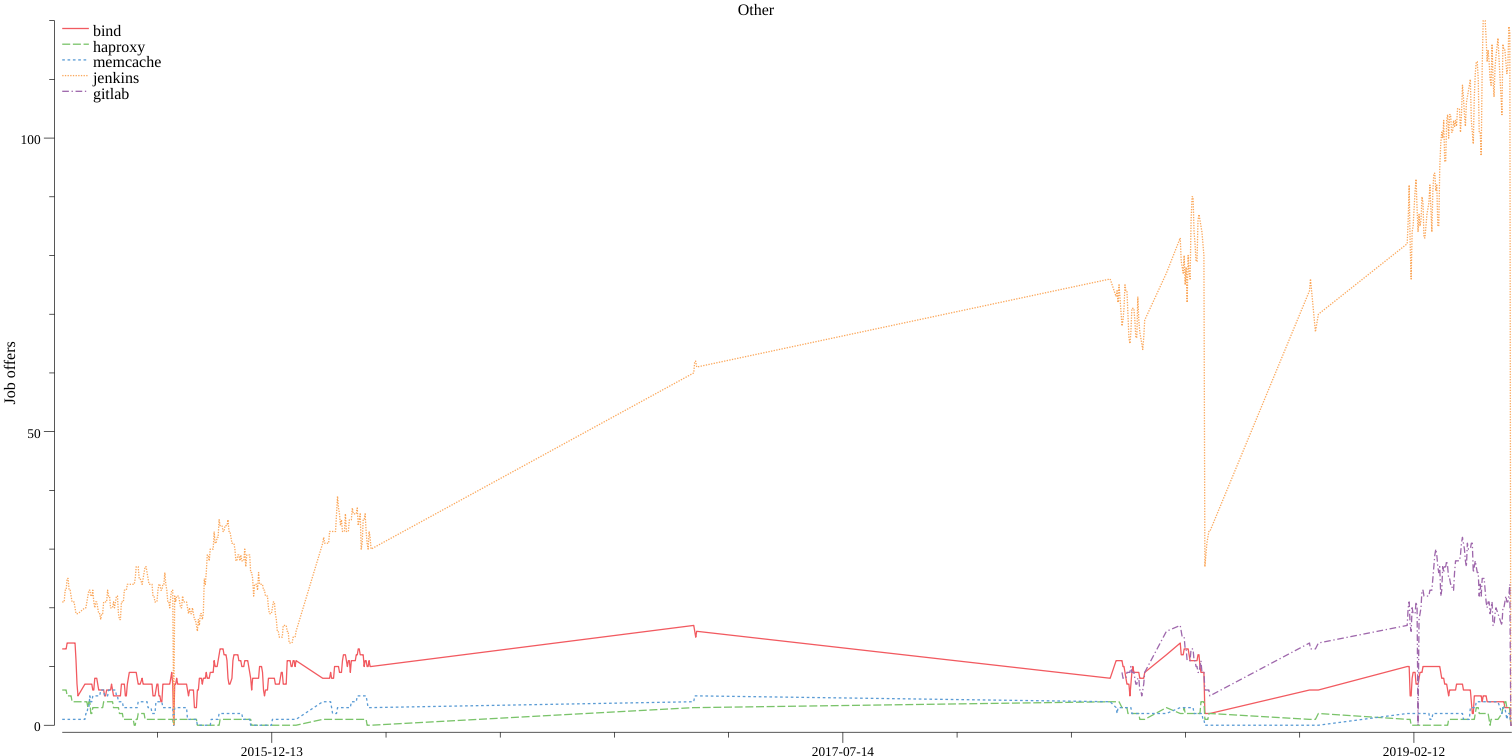 Other
bind
haproxy
memcache
jenkins
gitlab
100
50
0
Job offers
2015-12-13
2017-07-14
2019-02-12